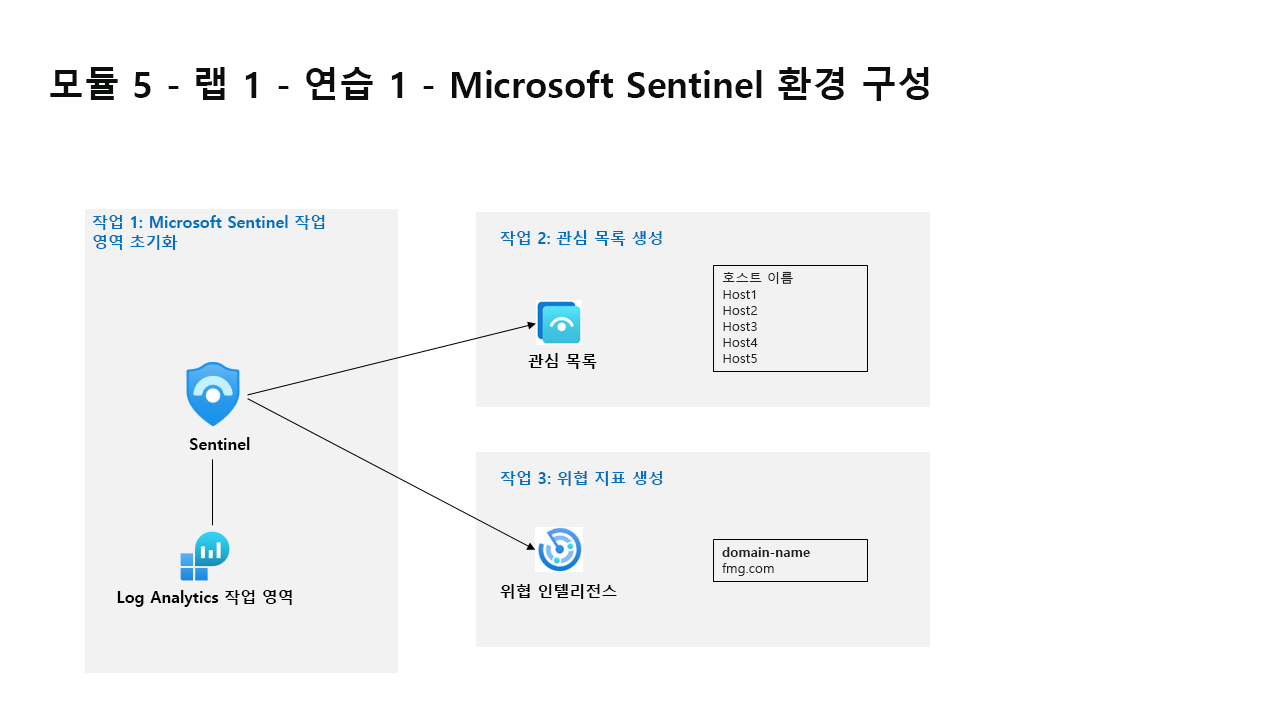 모듈 5 - 랩 1 - 연습 1 - Microsoft Sentinel 환경 구성
작업 1: Microsoft Sentinel 작업
영역 초기화
Sentinel
Log Analytics 작업 영역
작업 2: 관심 목록 생성
관심 목록
호스트 이름
Host1
Host2
Host3
Host4
Host5
작업 3: 위협 지표 생성
위협 인텔리전스
domain-name
fmg.com